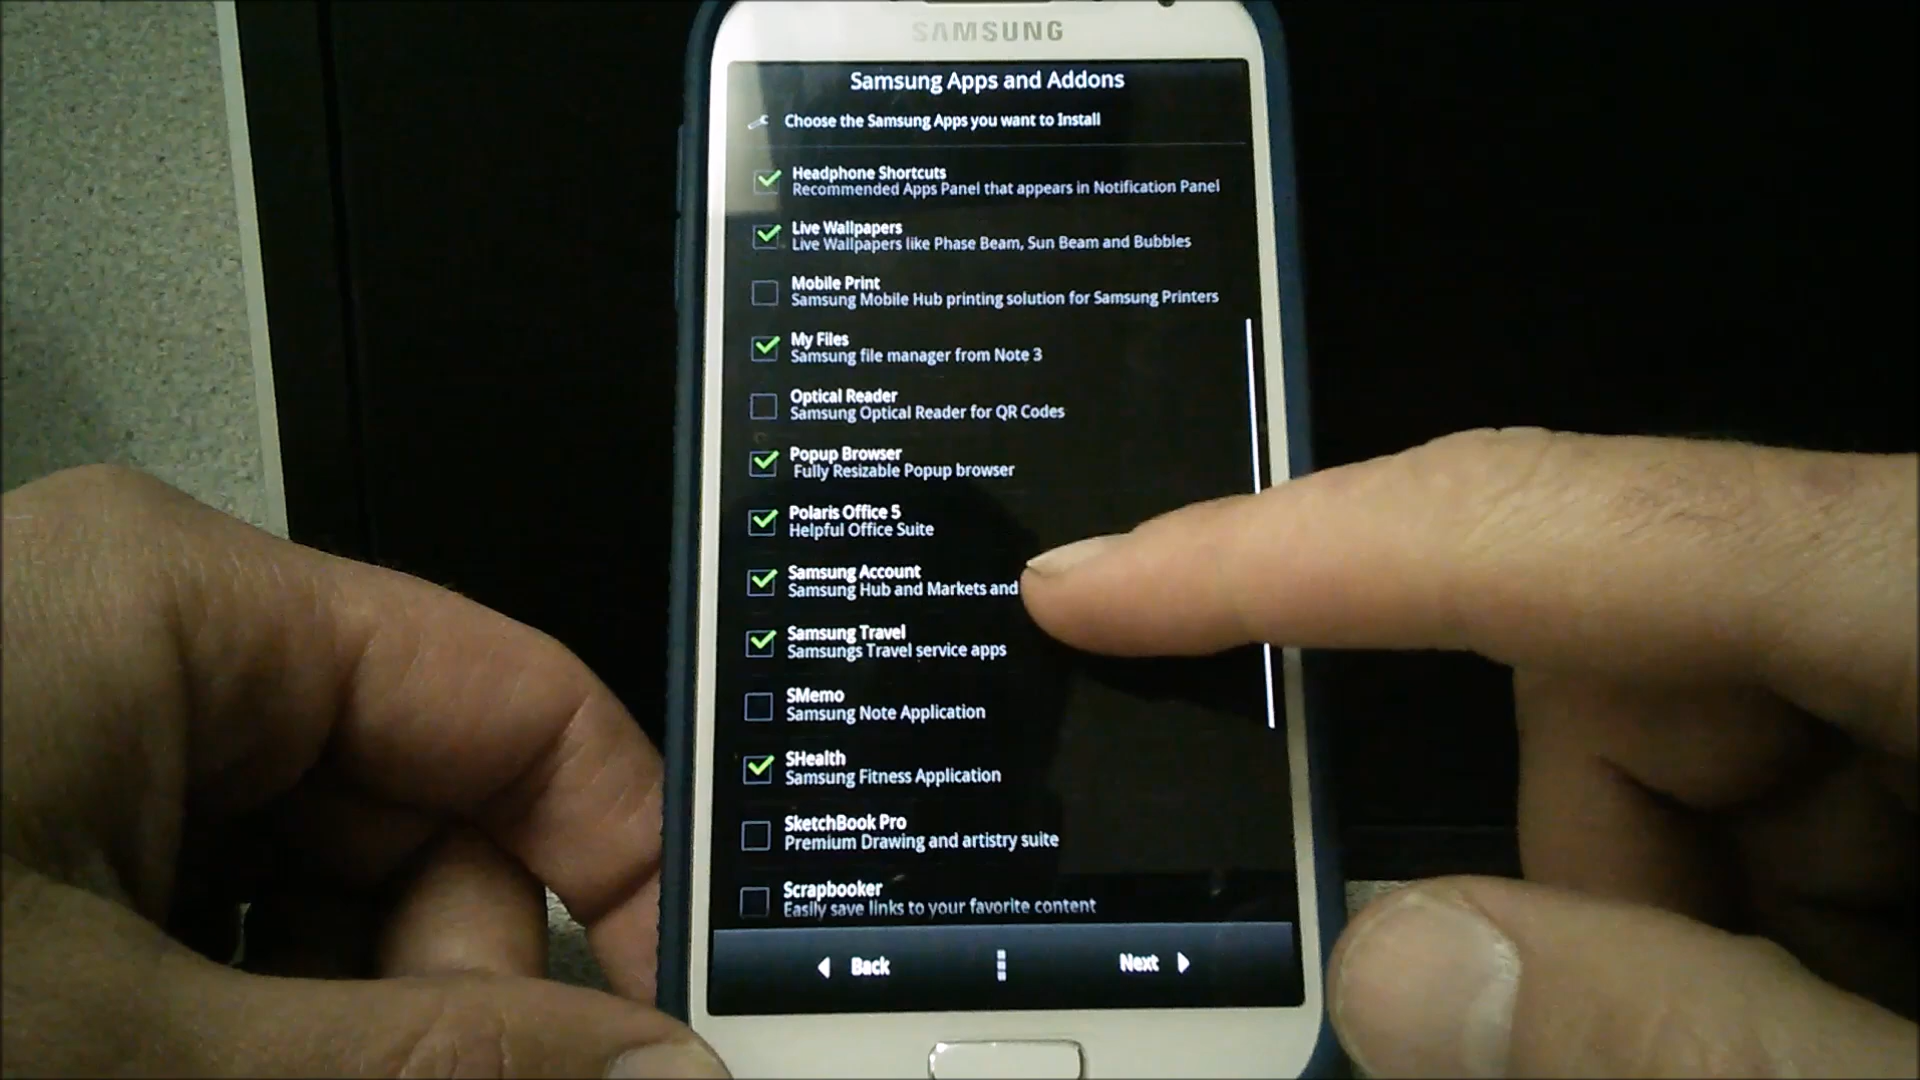 SAMSUNG
Samsung Apps and Addons
Choose the Samsung Apps you want to Install
Headphone Shortcuts
Recommended Apps Panel that appears in Notification Panel
Live Wallpapers
Live Wallpapers like Phase Beam, Sun Beam and Bubbles
Mobile Print
Samsung Mobile Hub printing solution for Samsung Printers
My Files
Samsung file manager from Note 3
Optical Reader
Samsung Optical Reader for QR Codes
Popup Browser
Fully Resizable Popup browser
Polaris Office 5
Helpful Office Suite
Samsung Account
Samsung Hub and Markets and
Samsung Travel
Samsungs Travel service apps
SMemo
Samsung Note Application
SHealth
Samsung Fitness Application
SketchBook Pro
Premium Drawing and artistry suite
Scrapbooker
Easily save links to your favorite content
Back
Next